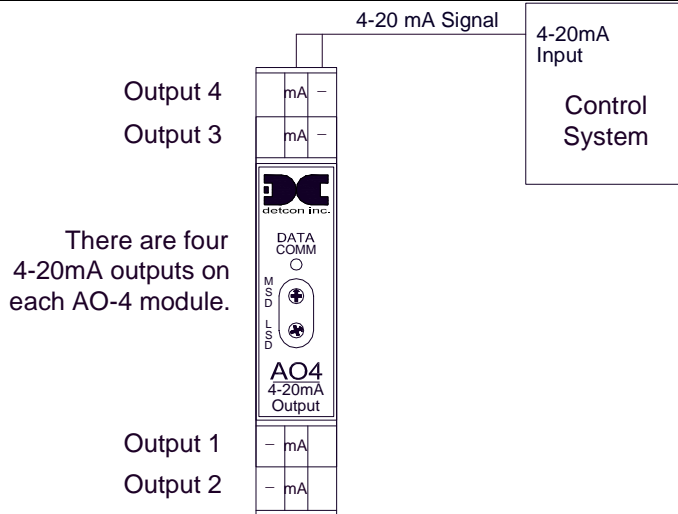 4-20 mA Signal
4-20mA
Input
Control
System
Output 4
mA –
Output 3
mA –
detcon inc.
There are four
4-20mA outputs on
each AO-4 module.
DATA
COMM
MSD
LSD
AO4
4-20mA
Output
Output 1
– mA
Output 2
– mA